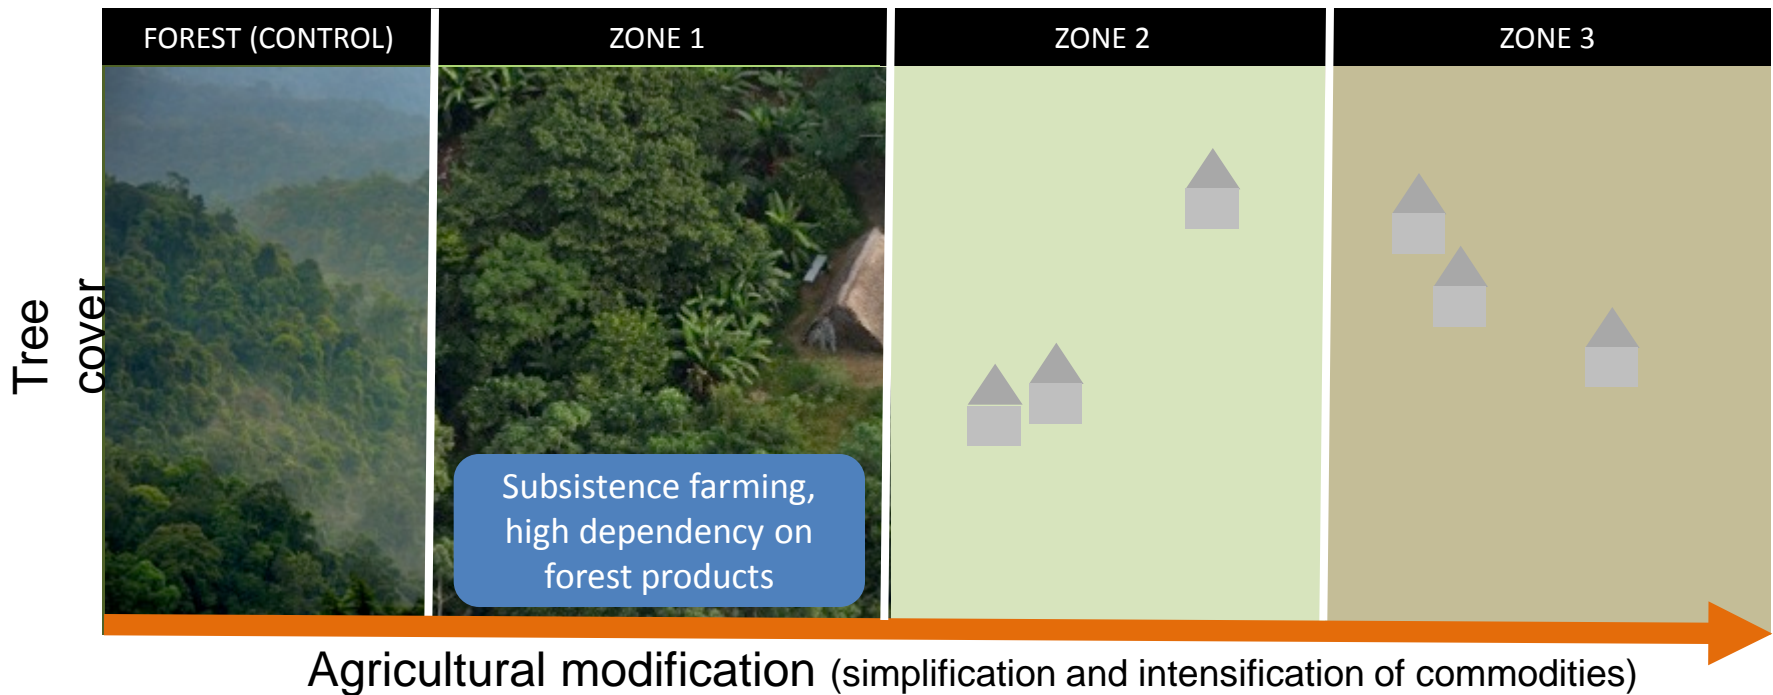 FOREST (CONTROL)
ZONE 1
ZONE 2
ZONE 3
Tree
cover
Subsistence farming,
high dependency on
forest products
Agricultural modification (simplification and intensification of commodities)